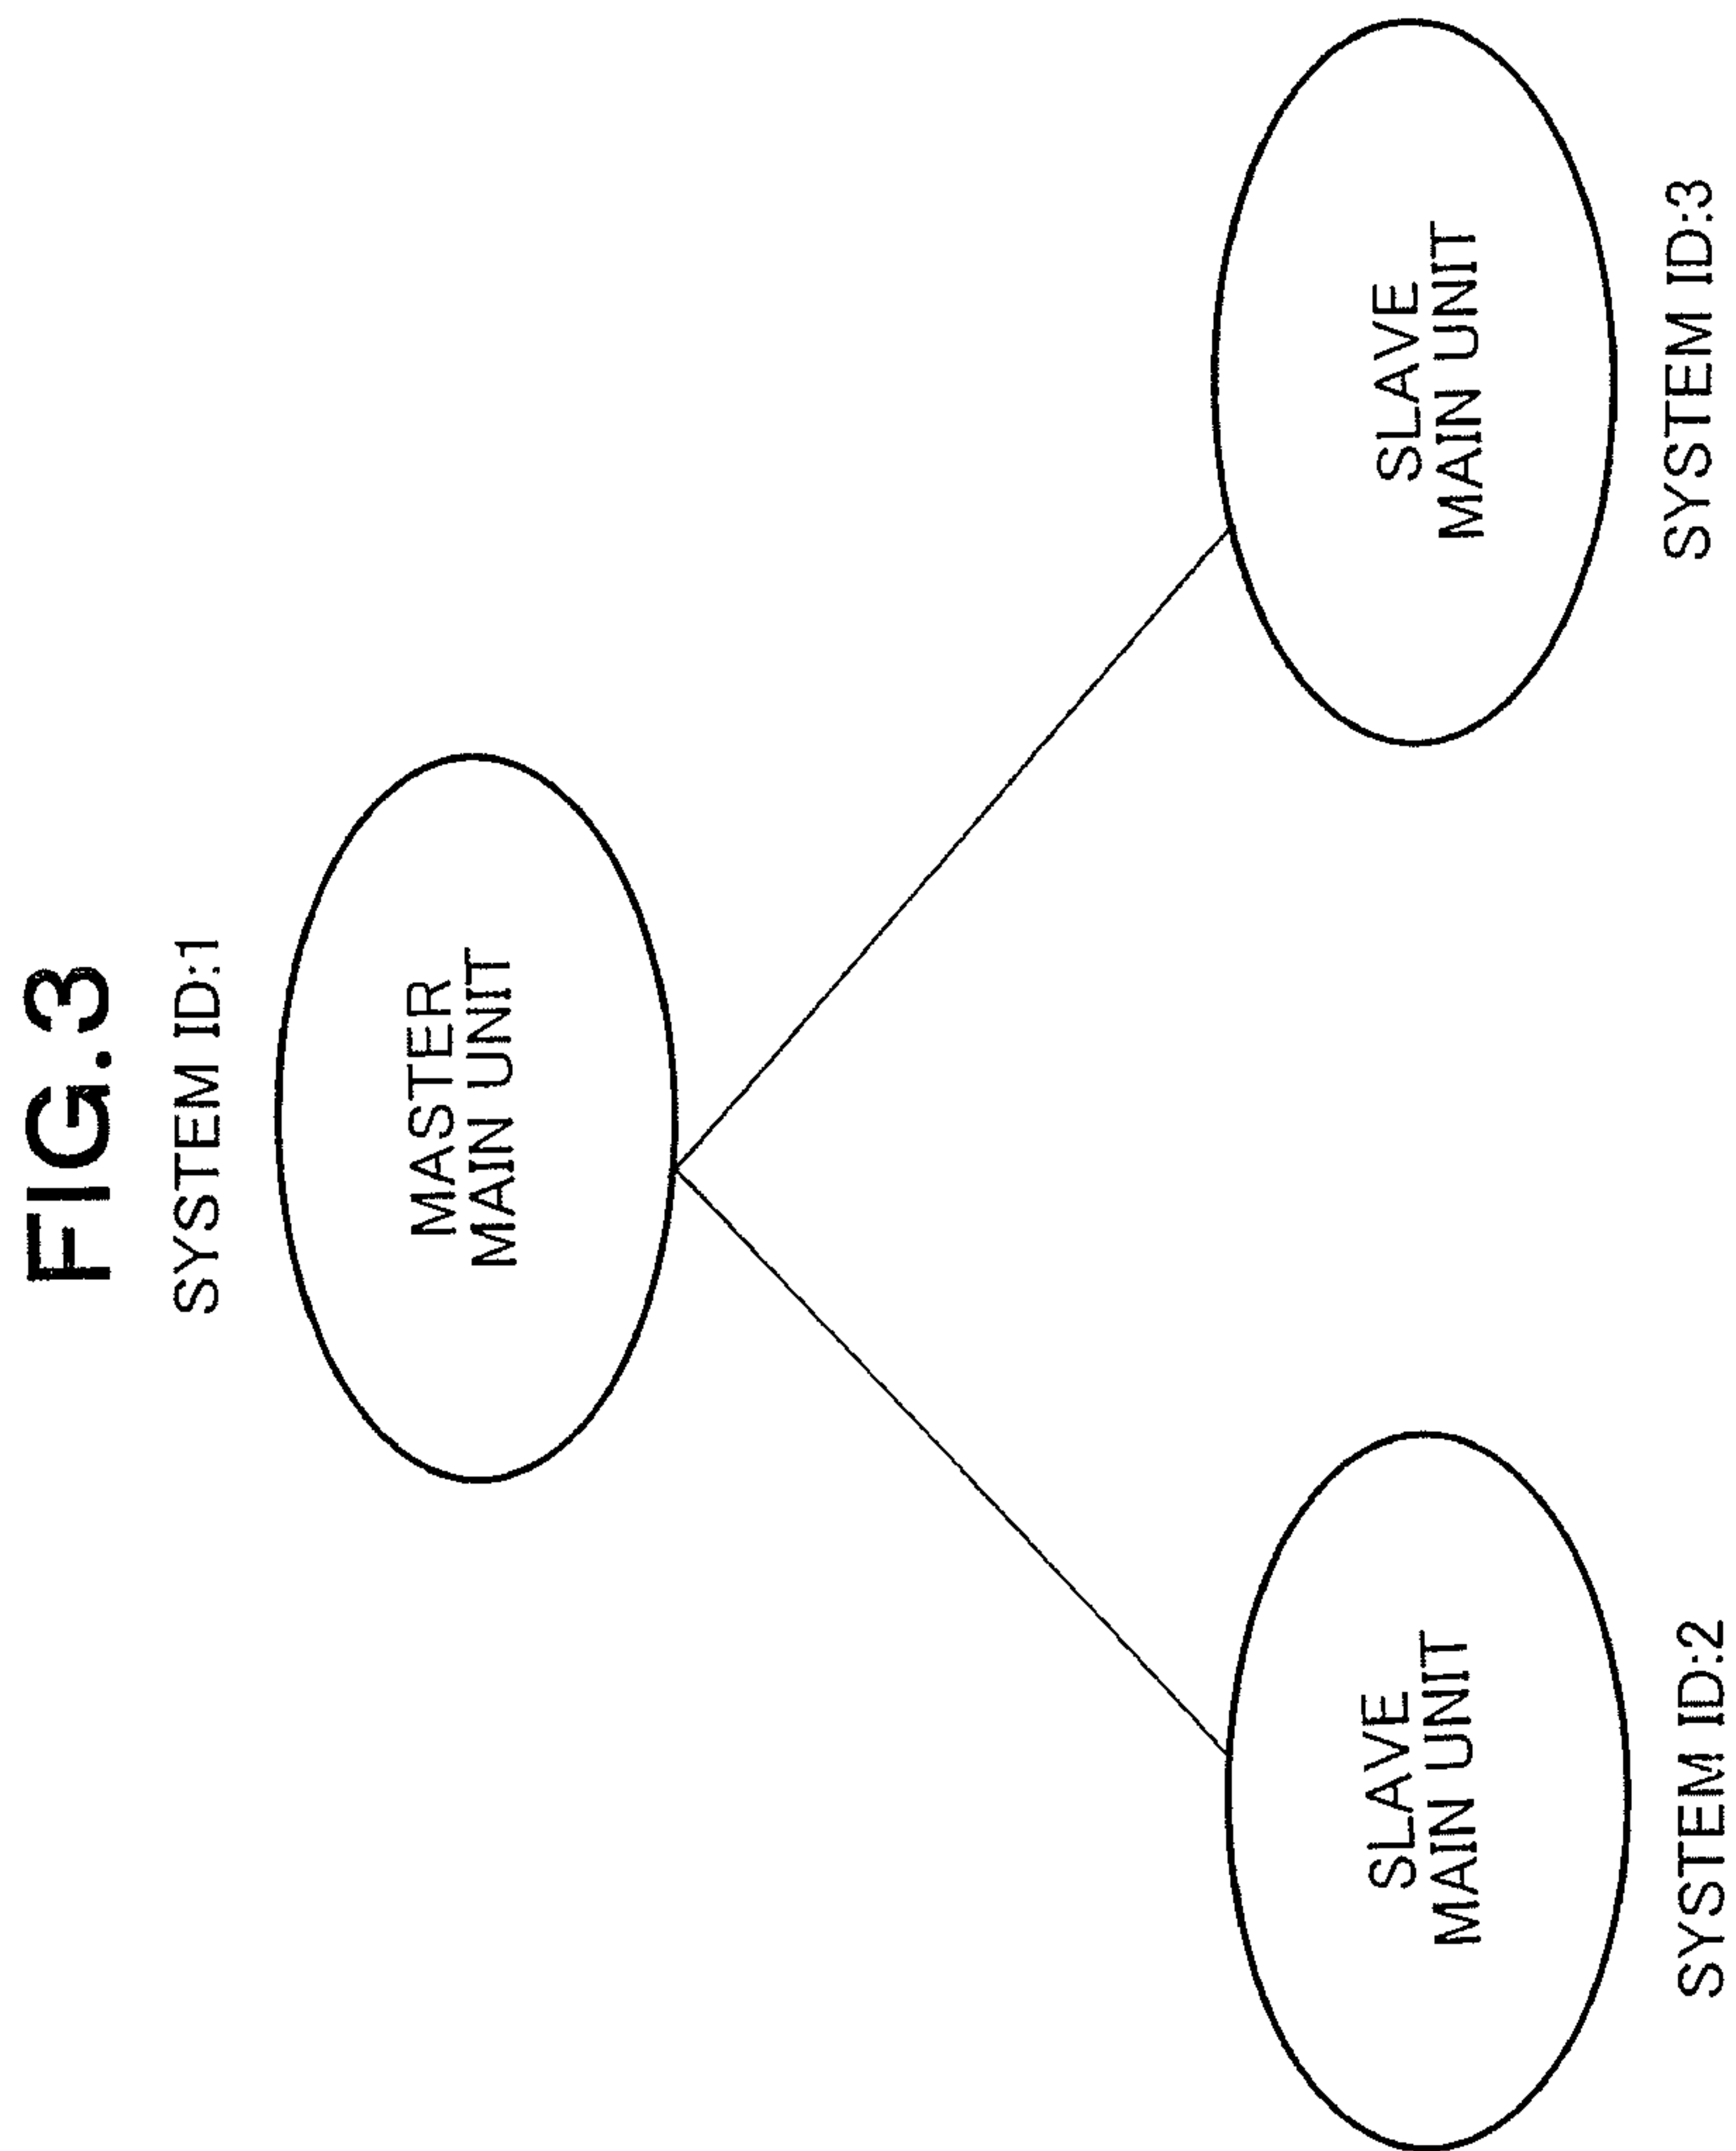 FIG.3
SYSTEM ID:1
MASTER
MAIN UNIT
SLAVE
MAIN UNIT
SYSTEM ID:2
SLAVE
MAIN UNIT
SYSTEM ID:3